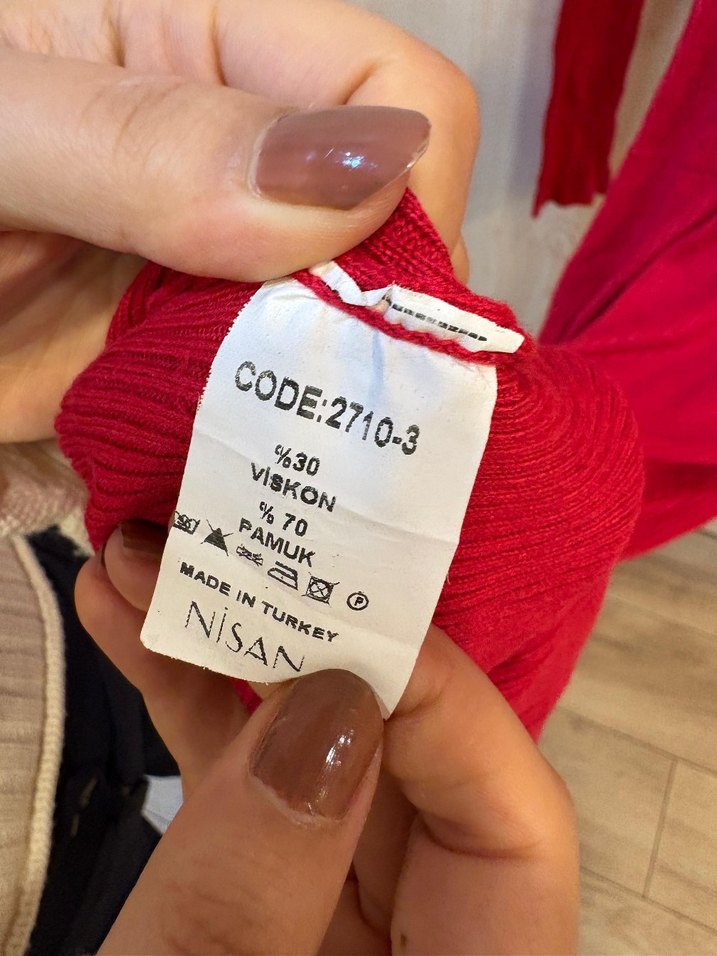 CODE:2710-3
%30
VİSKON
% 70
PAMUK
P
MADE IN TURKEY
NİSAN